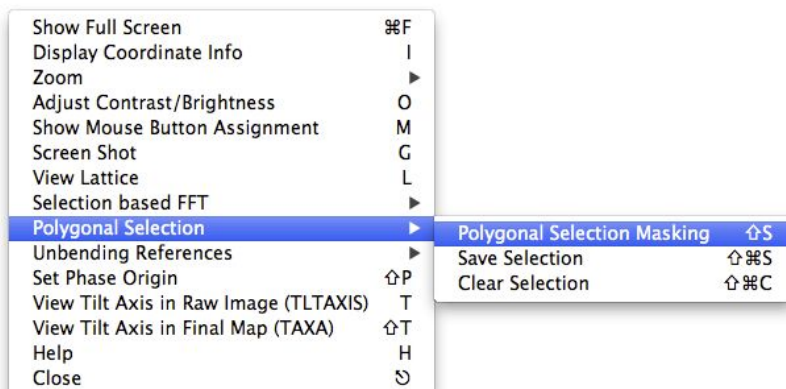 Show Full Screen ⌘F
Display Coordinate Info I
Zoom ▶
Adjust Contrast/Brightness O
Show Mouse Button Assignment M
Screen Shot G
View Lattice L
Selection based FFT ▶
Polygonal Selection ▶
Polygonal Selection Masking ⇧S
Save Selection ⇧⌘S
Clear Selection ⇧⌘C
Unbending References ▶
Set Phase Origin ⇧P
View Tilt Axis in Raw Image (TLTAXIS) T
View Tilt Axis in Final Map (TAXA) ⇧T
Help H
Close ⎋